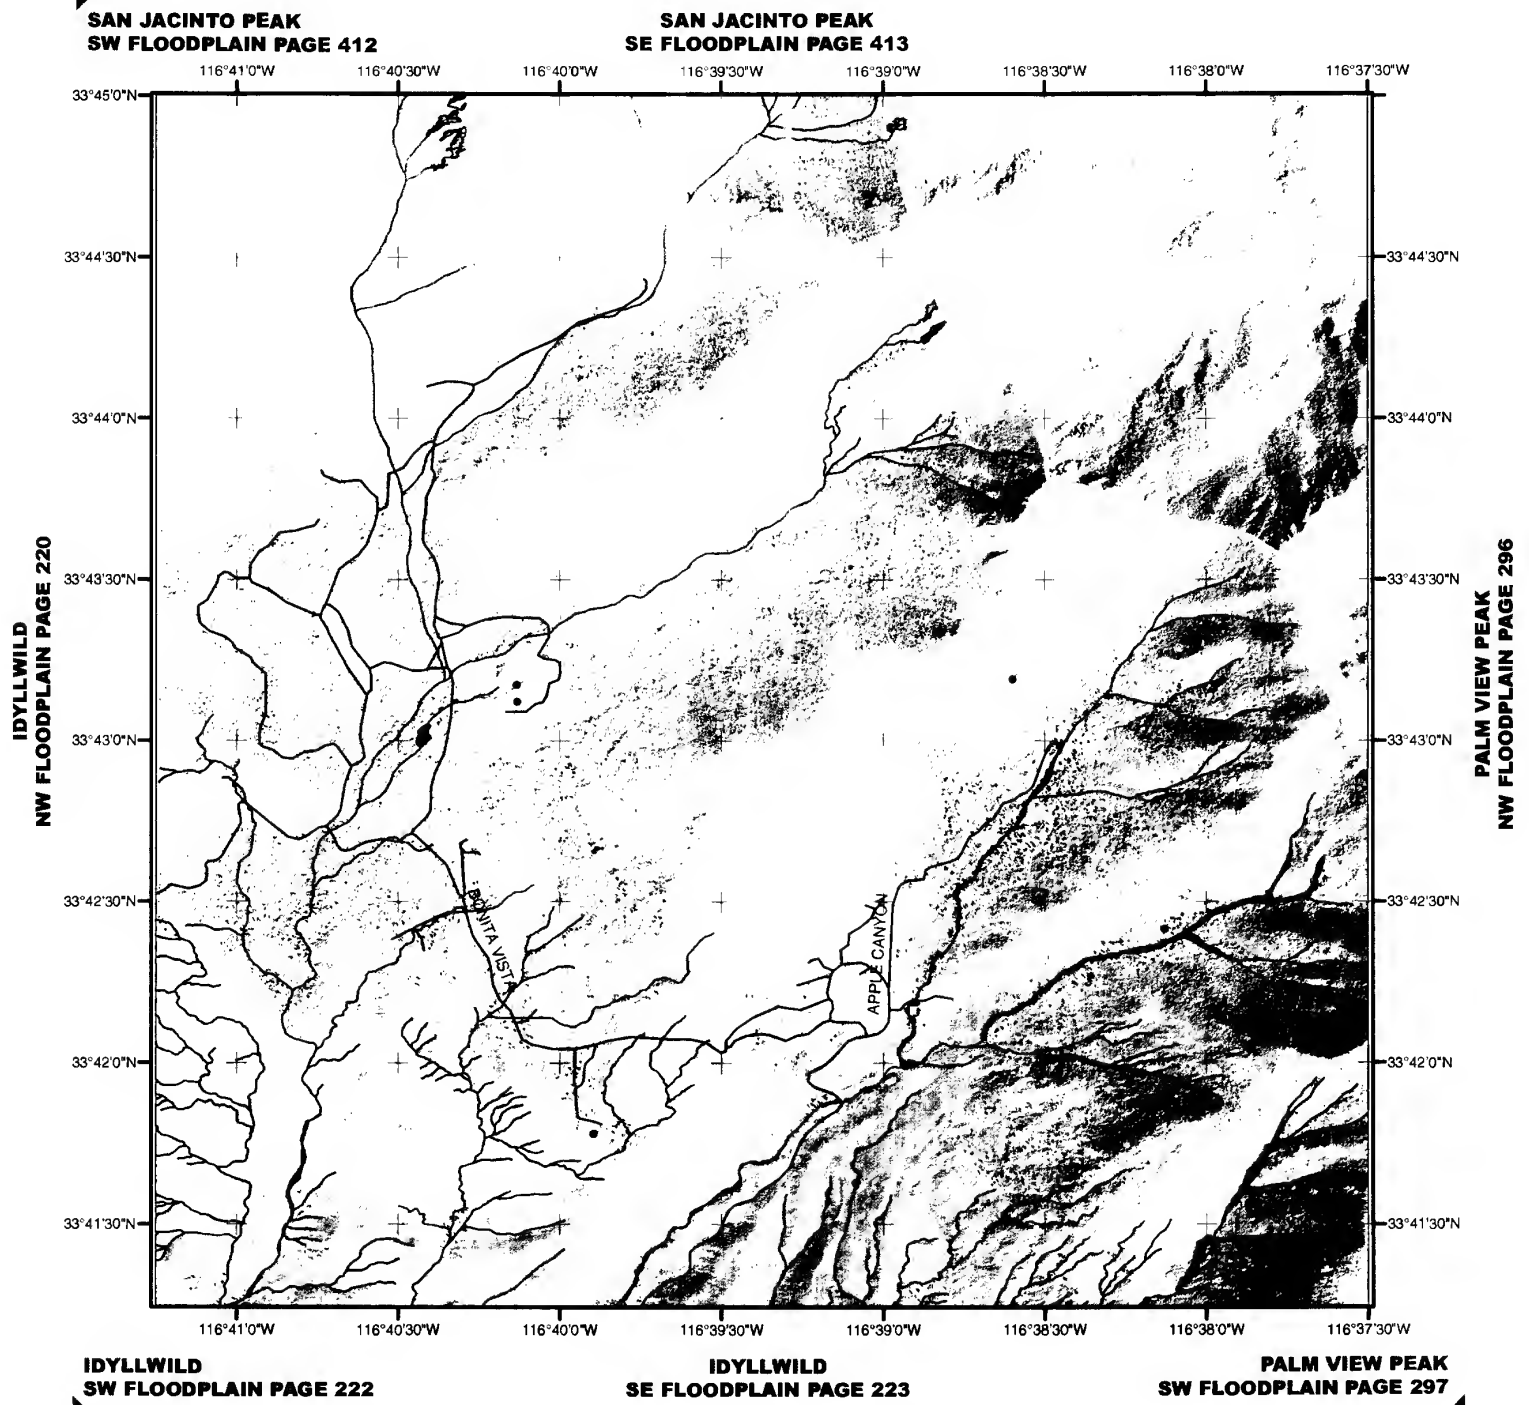 SAN JACINTO PEAK
SW FLOODPLAIN PAGE 412
SAN JACINTO PEAK
SE FLOODPLAIN PAGE 413
116°41'0"W 116°40'30"W 116°40'0"W 116°39'30"W 116°39'0"W 116°38'30"W 116°38'0"W 116°37'30"W
33°45'0"N
33°44'30"N 33°44'30"N
33°44'0"N 33°44'0"N
33°43'30"N 33°43'30"N
IDYLLWILD
NW FLOODPLAIN PAGE 220
PALM VIEW PEAK
NW FLOODPLAIN PAGE 296
33°43'0"N 33°43'0"N
33°42'30"N 33°42'30"N
BONITA VISTA
APPLE CANYON
33°42'0"N 33°42'0"N
33°41'30"N 33°41'30"N
116°41'0"W 116°40'30"W 116°40'0"W 116°39'30"W 116°39'0"W 116°38'30"W 116°38'0"W 116°37'30"W
IDYLLWILD
SW FLOODPLAIN PAGE 222
IDYLLWILD
SE FLOODPLAIN PAGE 223
PALM VIEW PEAK
SW FLOODPLAIN PAGE 297